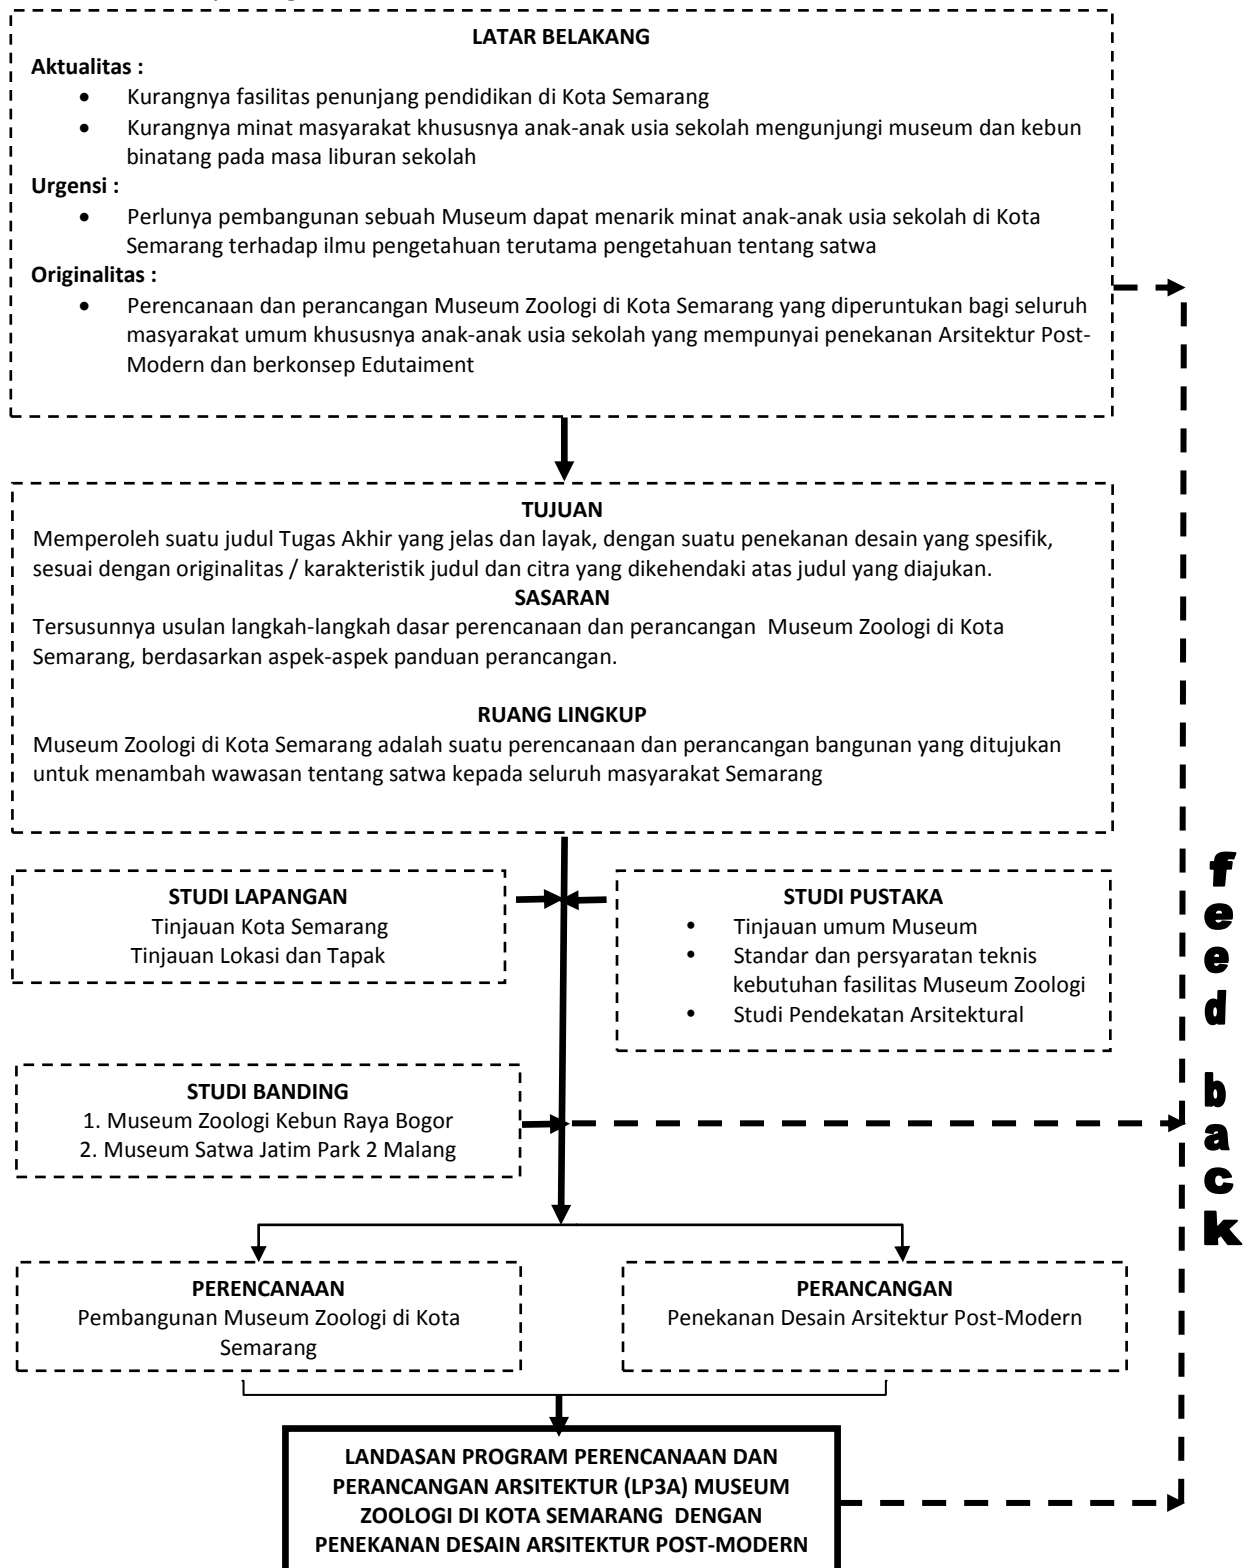 LATAR BELAKANG
Aktualitas :
• Kurangnya fasilitas penunjang pendidikan di Kota Semarang
• Kurangnya minat masyarakat khususnya anak-anak usia sekolah mengunjungi museum dan kebun
binatang pada masa liburan sekolah
Urgensi :
• Perlunya pembangunan sebuah Museum dapat menarik minat anak-anak usia sekolah di Kota
Semarang terhadap ilmu pengetahuan terutama pengetahuan tentang satwa
Originalitas :
• Perencanaan dan perancangan Museum Zoologi di Kota Semarang yang diperuntukan bagi seluruh
masyarakat umum khususnya anak-anak usia sekolah yang mempunyai penekanan Arsitektur Post-
Modern dan berkonsep Edutaiment
TUJUAN
Memperoleh suatu judul Tugas Akhir yang jelas dan layak, dengan suatu penekanan desain yang spesifik,
sesuai dengan originalitas / karakteristik judul dan citra yang dikehendaki atas judul yang diajukan.
SASARAN
Tersusunnya usulan langkah-langkah dasar perencanaan dan perancangan Museum Zoologi di Kota
Semarang, berdasarkan aspek-aspek panduan perancangan.
RUANG LINGKUP
Museum Zoologi di Kota Semarang adalah suatu perencanaan dan perancangan bangunan yang ditujukan
untuk menambah wawasan tentang satwa kepada seluruh masyarakat Semarang
STUDI LAPANGAN
Tinjauan Kota Semarang
Tinjauan Lokasi dan Tapak
STUDI PUSTAKA
• Tinjauan umum Museum
• Standar dan persyaratan teknis
kebutuhan fasilitas Museum Zoologi
• Studi Pendekatan Arsitektural
STUDI BANDING
1. Museum Zoologi Kebun Raya Bogor
2. Museum Satwa Jatim Park 2 Malang
feed back
PERENCANAAN
Pembangunan Museum Zoologi di Kota
Semarang
PERANCANGAN
Penekanan Desain Arsitektur Post-Modern
LANDASAN PROGRAM PERENCANAAN DAN
PERANCANGAN ARSITEKTUR (LP3A) MUSEUM
ZOOLOGI DI KOTA SEMARANG DENGAN
PENEKANAN DESAIN ARSITEKTUR POST-MODERN